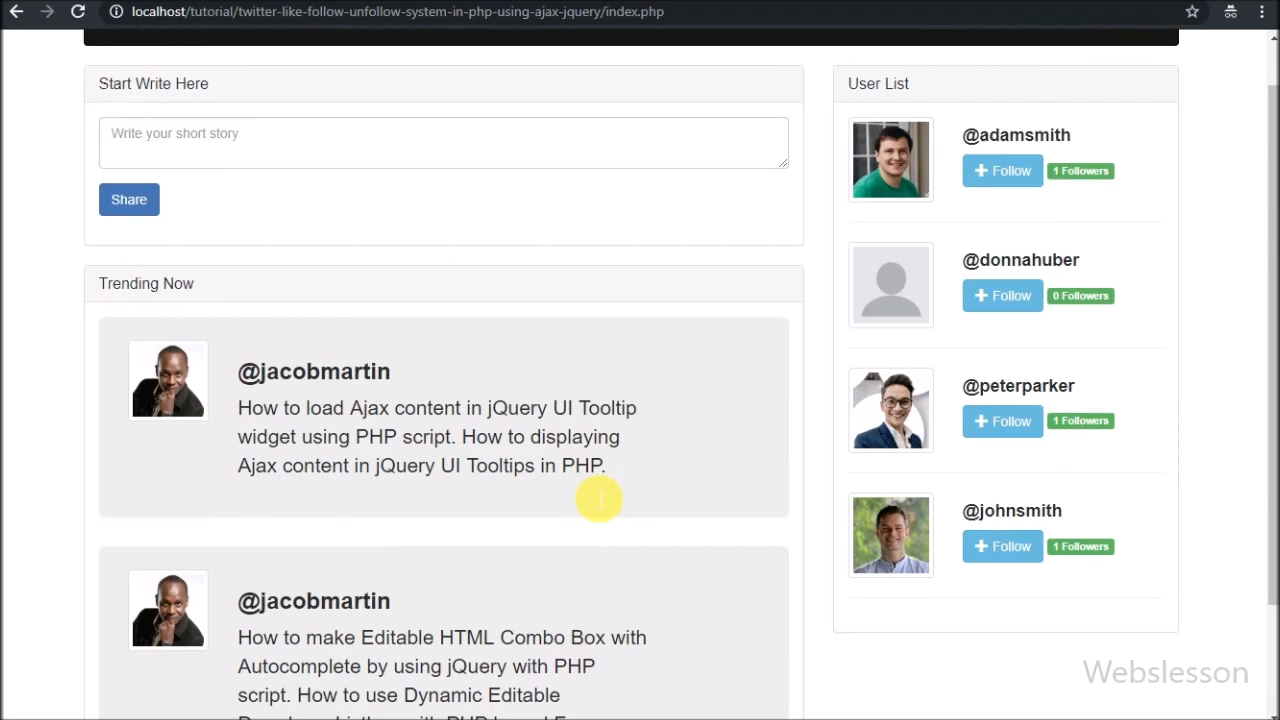 localhost/tutorial/twitter-like-follow-unfollow-system-in-php-using-ajax-jquery/index.php
Start Write Here
Write your short story
Share
Trending Now
@jacobmartin
How to load Ajax content in jQuery UI Tooltip
widget using PHP script. How to displaying
Ajax content in jQuery UI Tooltips in PHP.
@jacobmartin
How to make Editable HTML Combo Box with
Autocomplete by using jQuery with PHP
script. How to use Dynamic Editable
User List
@adamsmith
Follow 1 Followers
@donnahuber
Follow 0 Followers
@peterparker
Follow 1 Followers
@johnsmith
Follow 1 Followers
Webslesson